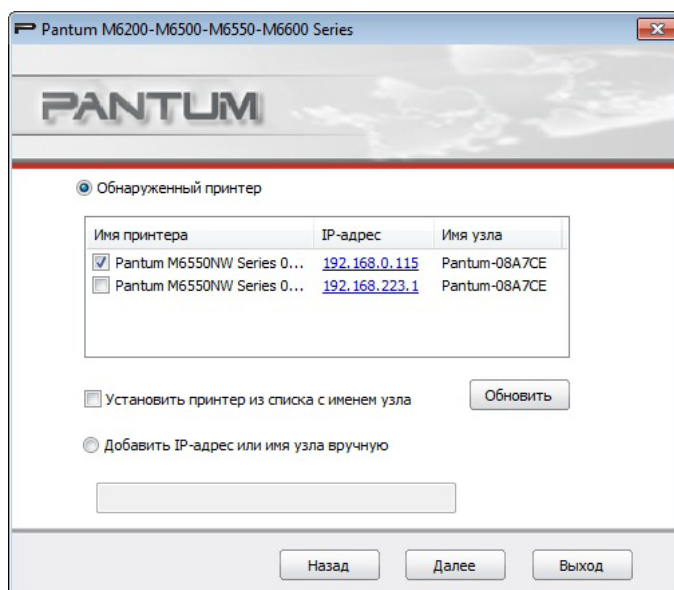 Pantum M6200-M6500-M6550-M6600 Series
PANTUM
Обнаруженный принтер
Имя принтера IP-адрес Имя узла
Pantum M6550NW Series 0... 192.168.0.115 Pantum-08A7CE
Pantum M6550NW Series 0... 192.168.223.1 Pantum-08A7CE
Установить принтер из списка с именем узла Обновить
Добавить IP-адрес или имя узла вручную
Назад Далее Выход